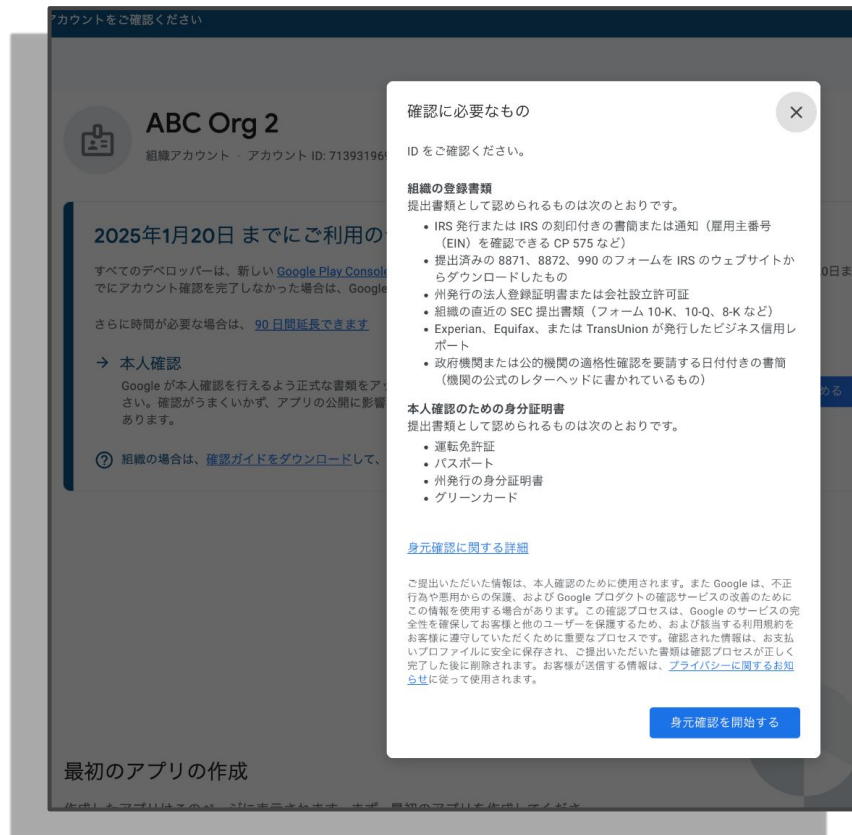 アカウントをご確認ください
ABC Org 2
組織アカウント · アカウント ID: 71393196
2025年1月20日 までにご利用の
すべてのデベロッパーは、新しい Google Play Console
でにアカウント確認を完了しなかった場合は、Google
0日ま
さらに時間が必要な場合は、 90 日間延長できます
→ 本人確認
Google が本人確認を行えるよう正式な書類をア
さい。確認がうまくいかず、アプリの公開に影響
あります。
める
組織の場合は、確認ガイドをダウンロードして、
確認に必要なもの
ID をご確認ください。
組織の登録書類
提出書類として認められるものは次のとおりです。
• IRS 発行または IRS の刻印付きの書簡または通知（雇用主番号
（EIN）を確認できる CP 575 など）
• 提出済みの 8871、8872、990 のフォームを IRS のウェブサイトか
らダウンロードしたもの
• 州発行の法人登録証明書または会社設立許可証
• 組織の直近の SEC 提出書類（フォーム 10-K、10-Q、8-K など）
• Experian、Equifax、または TransUnion が発行したビジネス信用レ
ポート
• 政府機関または公的機関の適格性確認を要請する日付付きの書簡
（機関の公式のレターヘッドに書かれているもの）
本人確認のための身分証明書
提出書類として認められるものは次のとおりです。
• 運転免許証
• パスポート
• 州発行の身分証明書
• グリーンカード
身元確認に関する詳細
ご提出いただいた情報は、本人確認のために使用されます。また Google は、不正
行為や悪用からの保護、および Google プロダクトの確認サービスの改善のために
この情報を使用する場合があります。この確認プロセスは、Google のサービスの完
全性を確保してお客様と他のユーザーを保護するため、および該当する利用規約を
お客様に遵守していただくために重要なプロセスです。確認された情報は、お支払
いプロファイルに安全に保存され、ご提出いただいた書類は確認プロセスが正しく
完了した後に削除されます。お客様が送信する情報は、プライバシーに関するお知
らせに従って使用されます。
身元確認を開始する
最初のアプリの作成